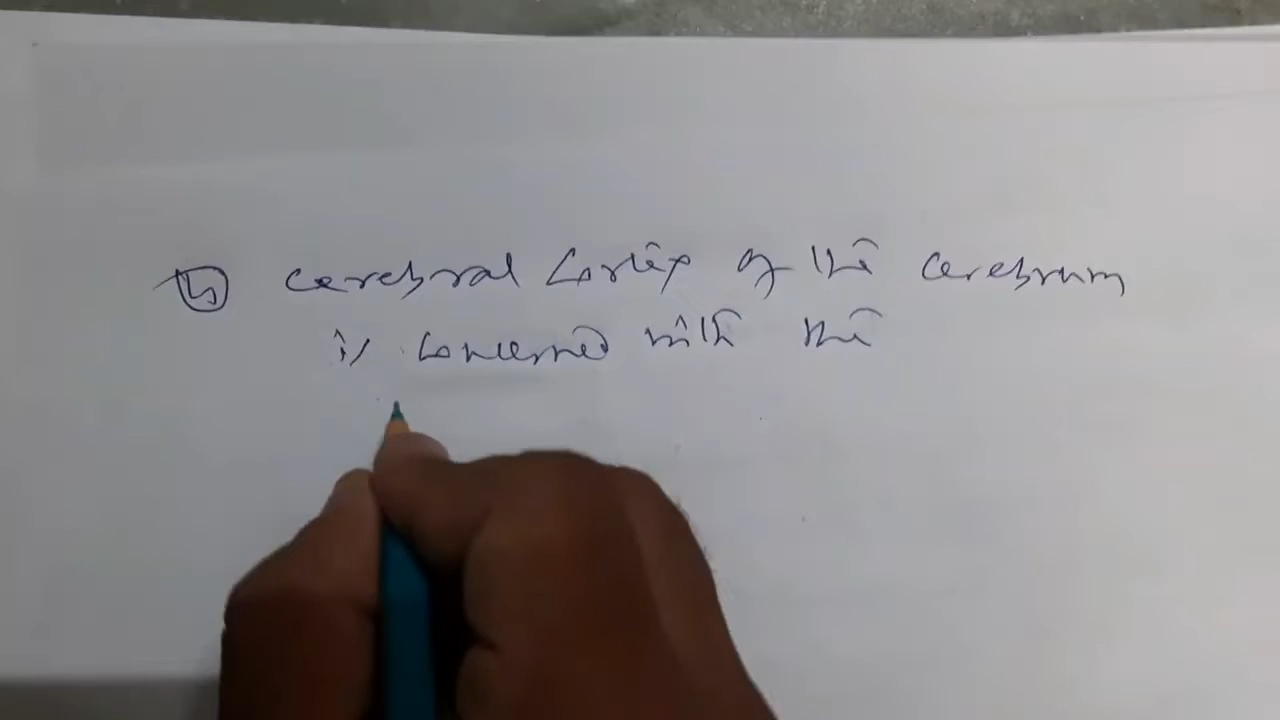 Cerebral Cortex of the Cerebrum
is concerned with the